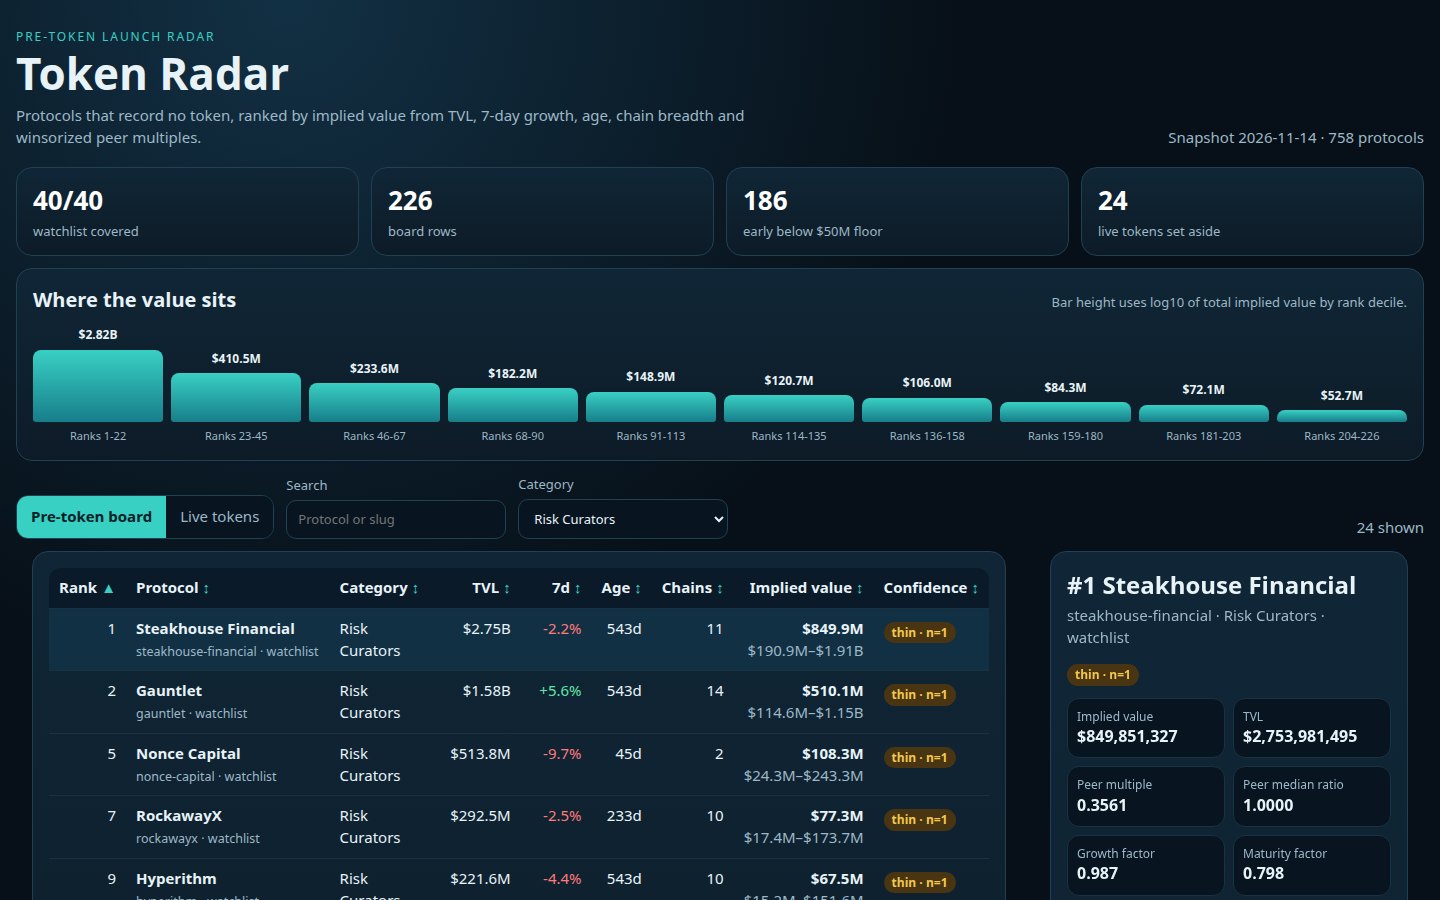 PRE-TOKEN LAUNCH RADAR
Token Radar
Protocols that record no token, ranked by implied value from TVL, 7-day growth, age, chain breadth and
winsorized peer multiples.
Snapshot 2026-11-14 · 758 protocols
40/40
watchlist covered
226
board rows
186
early below $50M floor
24
live tokens set aside
Where the value sits
Bar height uses log10 of total implied value by rank decile.
$2.82B
$410.5M
$233.6M
$182.2M
$148.9M
$120.7M
$106.0M
$84.3M
$72.1M
$52.7M
Ranks 1-22
Ranks 23-45
Ranks 46-67
Ranks 68-90
Ranks 91-113
Ranks 114-135
Ranks 136-158
Ranks 159-180
Ranks 181-203
Ranks 204-226
Pre-token board
Live tokens
Search
Protocol or slug
Category
Risk Curators
24 shown
Rank ▲ Protocol ↕ Category ↕ TVL ↕ 7d ↕ Age ↕ Chains ↕ Implied value ↕ Confidence ↕
1 Steakhouse Financial Risk $2.75B -2.2% 543d 11 $849.9M thin · n=1
steakhouse-financial · watchlist Curators $190.9M–$1.91B
2 Gauntlet Risk $1.58B +5.6% 543d 14 $510.1M thin · n=1
gauntlet · watchlist Curators $114.6M–$1.15B
5 Nonce Capital Risk $513.8M -9.7% 45d 2 $108.3M thin · n=1
nonce-capital · watchlist Curators $24.3M–$243.3M
7 RockawayX Risk $292.5M -2.5% 233d 10 $77.3M thin · n=1
rockawayx · watchlist Curators $17.4M–$173.7M
9 Hyperithm Risk $221.6M -4.4% 543d 10 $67.5M thin · n=1
#1 Steakhouse Financial
steakhouse-financial · Risk Curators ·
watchlist
thin · n=1
Implied value
$849,851,327
TVL
$2,753,981,495
Peer multiple
0.3561
Peer median ratio
1.0000
Growth factor
0.987
Maturity factor
0.798